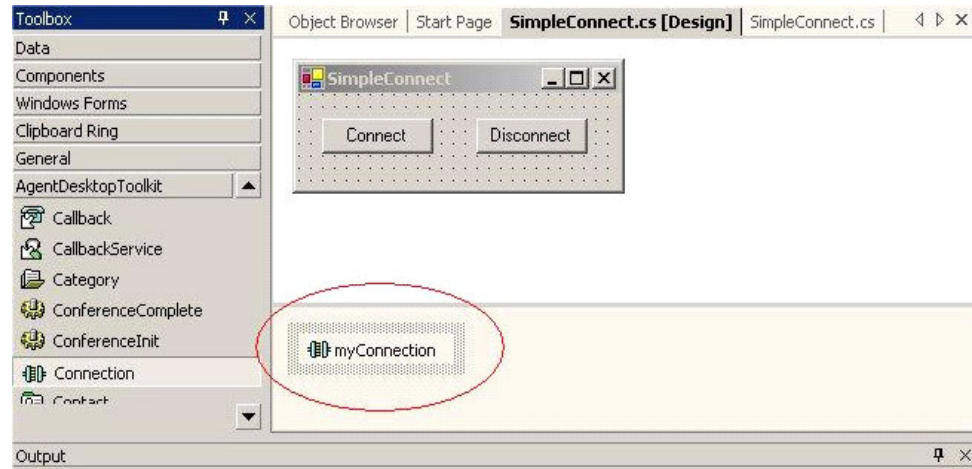 Toolbox
Object Browser
Start Page
SimpleConnect.cs [Design]
SimpleConnect.cs
Data
Components
Windows Forms
Clipboard Ring
General
AgentDesktopToolkit
Callback
CallbackService
Category
ConferenceComplete
ConferenceInit
Connection
Contact
SimpleConnect
Connect
Disconnect
myConnection
Output